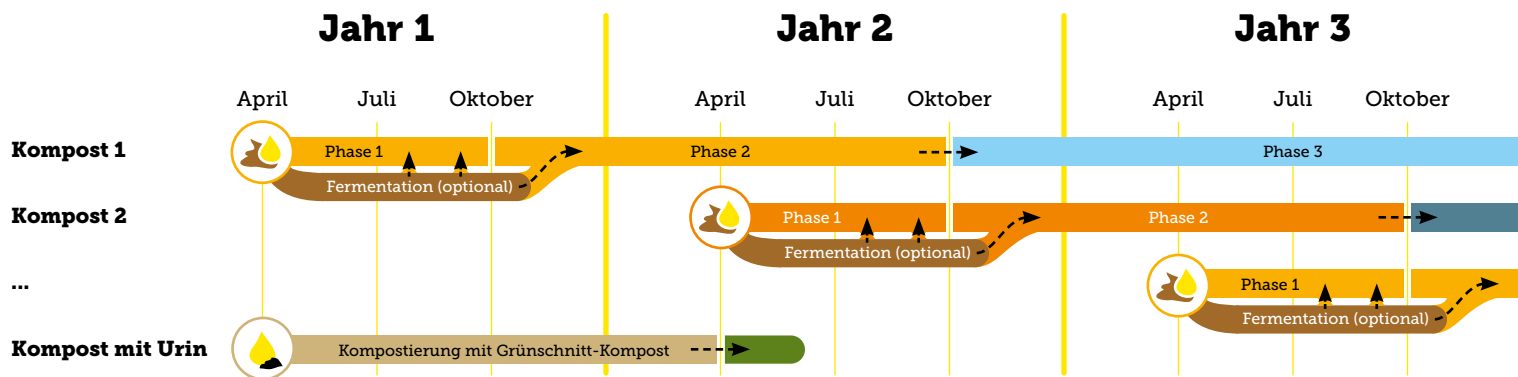 Jahr 1 Jahr 2 Jahr 3
April Juli Oktober April Juli Oktober April Juli Oktober
Kompost 1 Phase 1 Phase 2 Phase 3
Fermentation (optional)
Kompost 2 Phase 1 Phase 2
Fermentation (optional)
... Phase 1
Fermentation (optional)
Kompost mit Urin Kompostierung mit Grünschnitt-Kompost